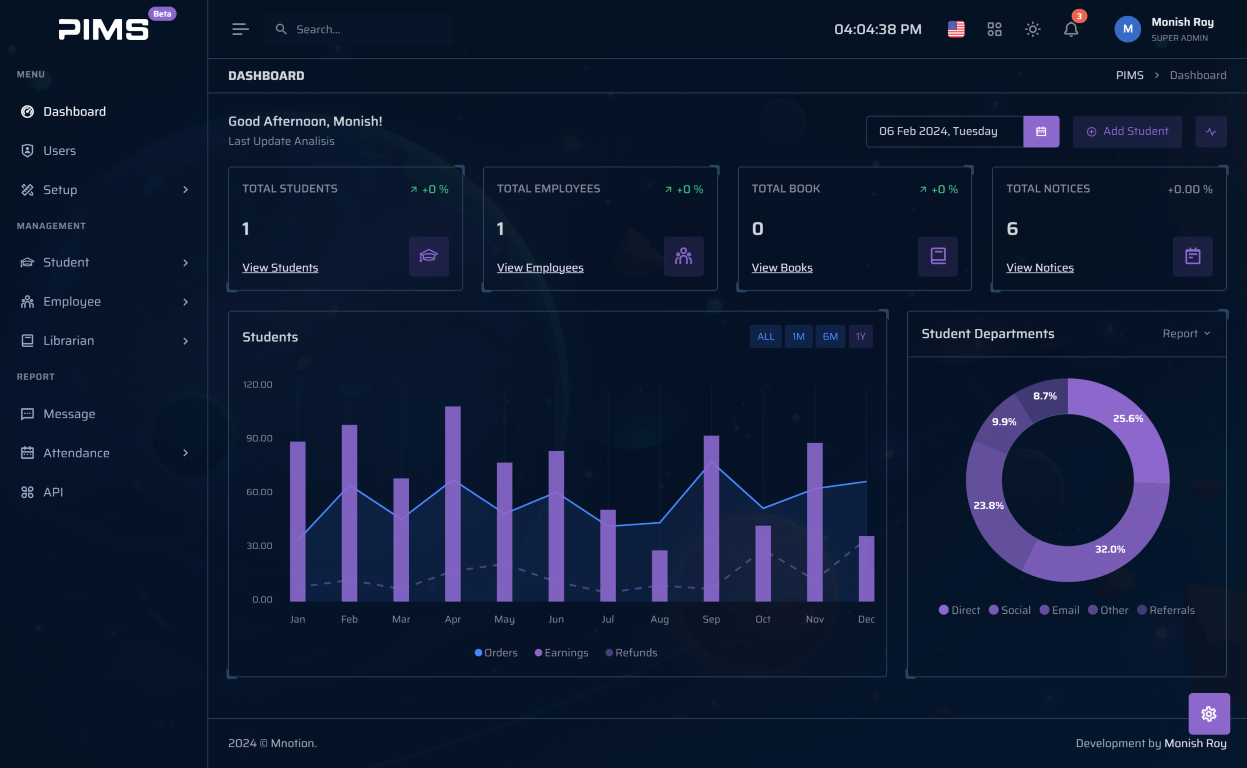 PIMS
Beta
MENU
Dashboard
Users
Setup
MANAGEMENT
Student
Employee
Librarian
REPORT
Message
Attendance
API
Search...
04:04:38 PM
3
M
Monish Roy
SUPER ADMIN
DASHBOARD
PIMS > Dashboard
Good Afternoon, Monish!
Last Update Analisis
06 Feb 2024, Tuesday
Add Student
TOTAL STUDENTS
+0 %
1
View Students
TOTAL EMPLOYEES
+0 %
1
View Employees
TOTAL BOOK
+0 %
0
View Books
TOTAL NOTICES
+0.00 %
6
View Notices
Students
ALL 1M 6M 1Y
120.00
90.00
60.00
30.00
0.00
Jan Feb Mar Apr May Jun Jul Aug Sep Oct Nov Dec
Orders Earnings Refunds
Student Departments
Report
8.7%
25.6%
9.9%
23.8%
32.0%
Direct Social Email Other Referrals
2024 © Mnotion.
Development by Monish Roy